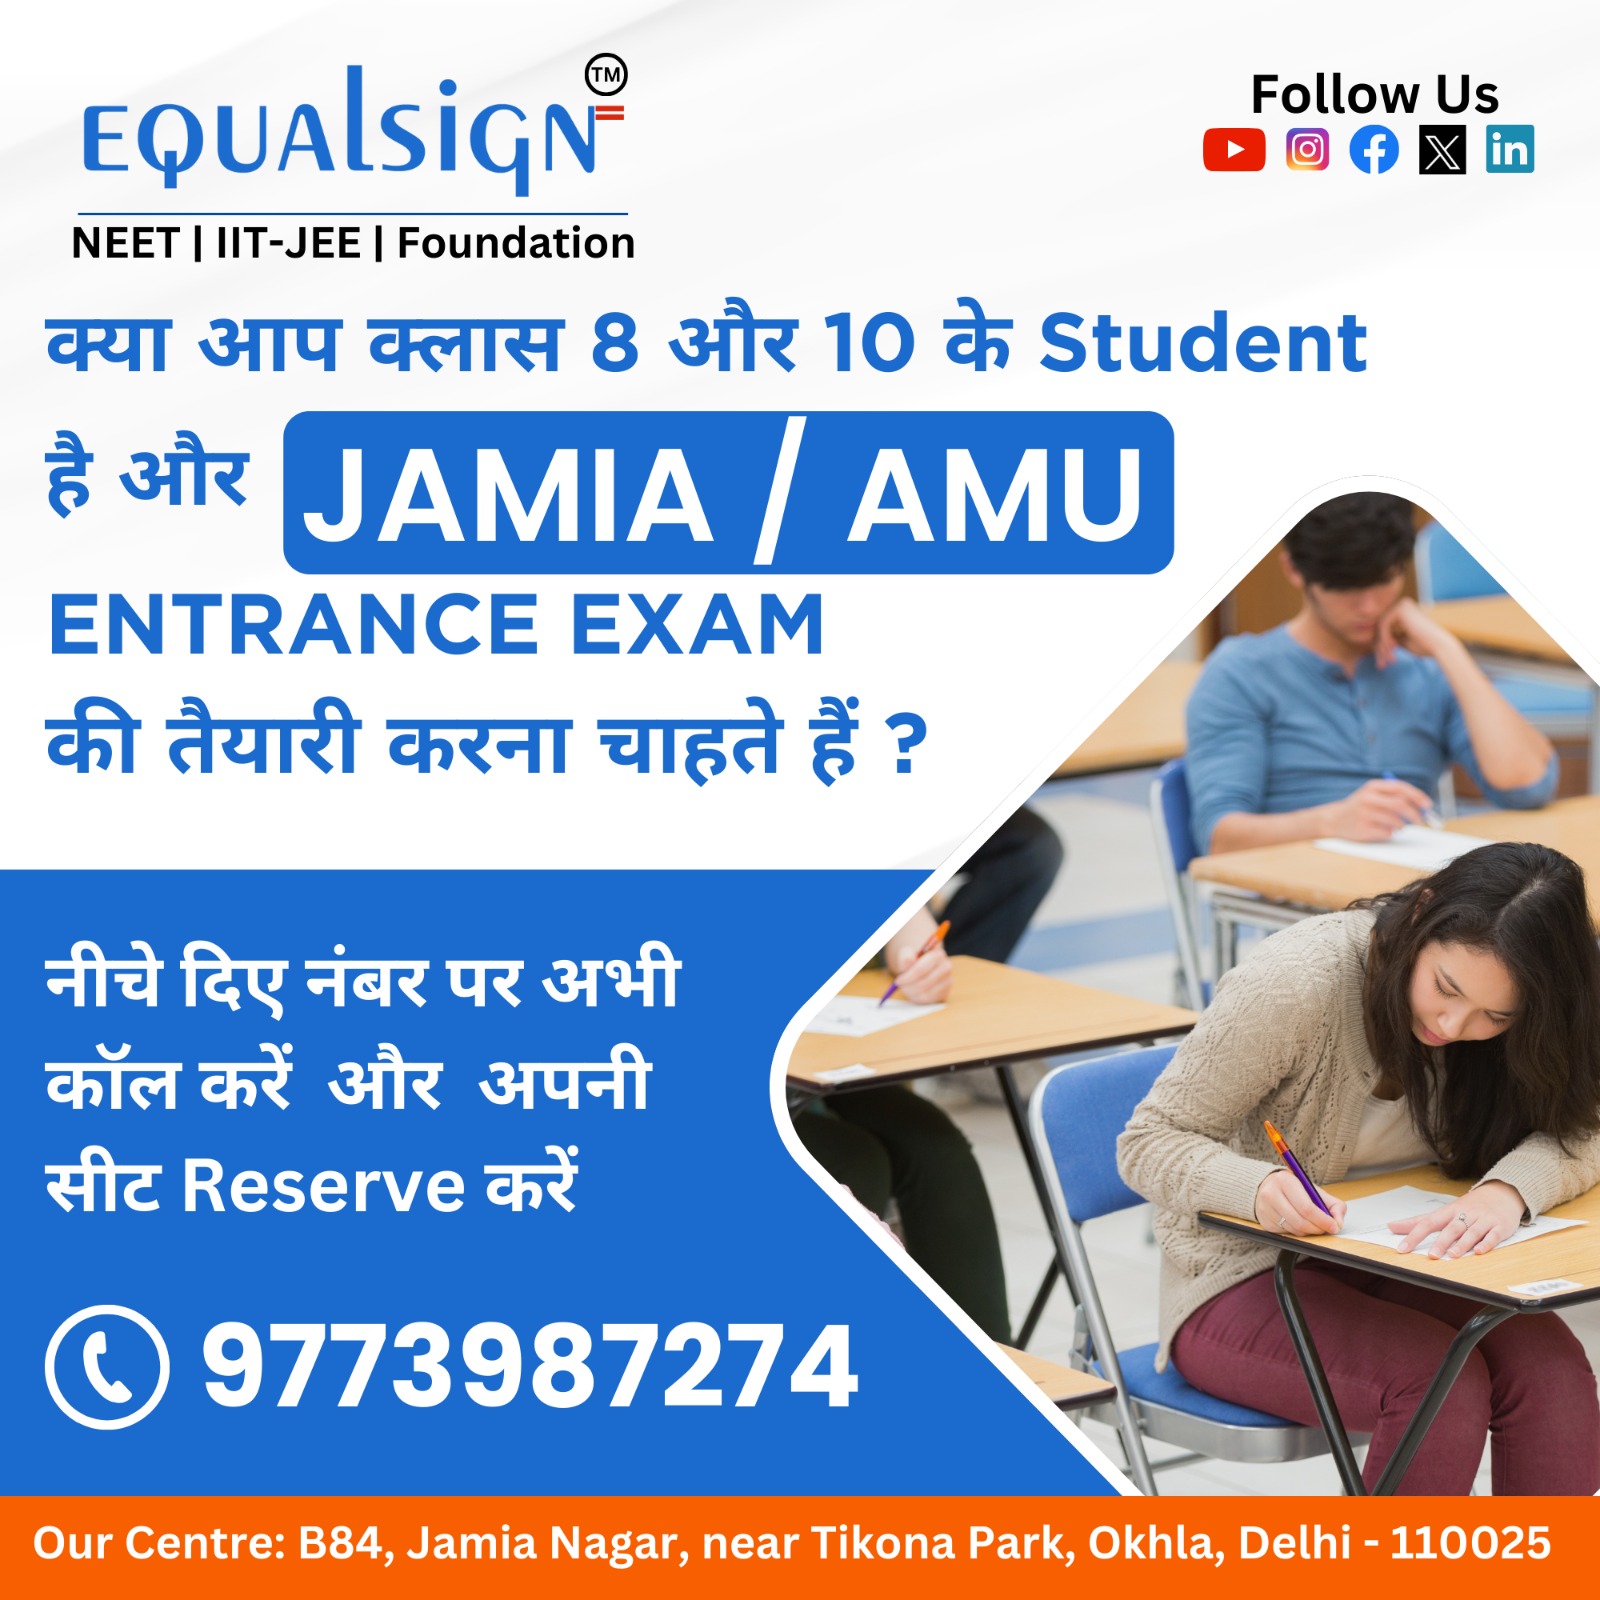 EQUALSIGN TM
NEET | IIT-JEE | Foundation
Follow Us
क्या आप क्लास 8 और 10 के Student
है और JAMIA / AMU
ENTRANCE EXAM
की तैयारी करना चाहते हैं ?
नीचे दिए नंबर पर अभी
कॉल करें और अपनी
सीट Reserve करें
9773987274
Our Centre: B84, Jamia Nagar, near Tikona Park, Okhla, Delhi - 110025